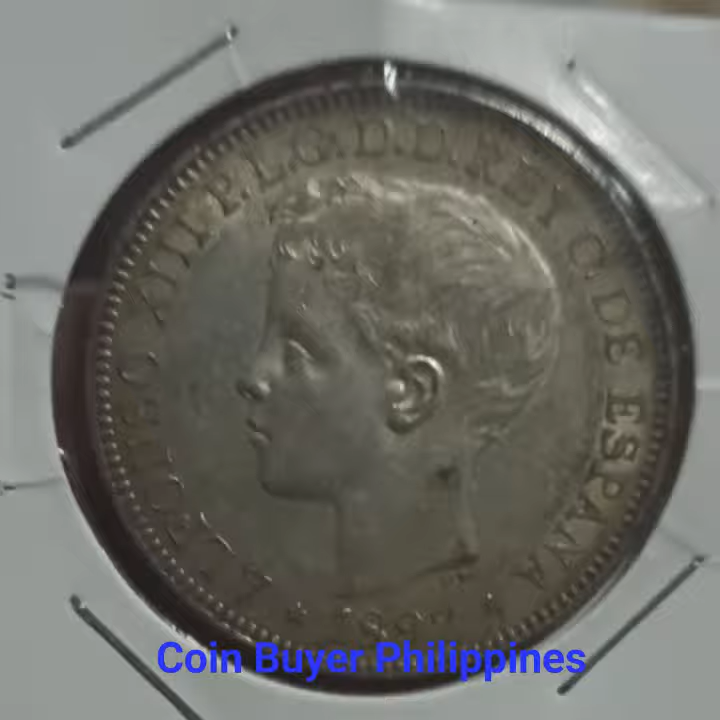 ALFONSO XIII P.L.G.D.D. REY C. DE ESPAÑA
Coin Buyer Philippines